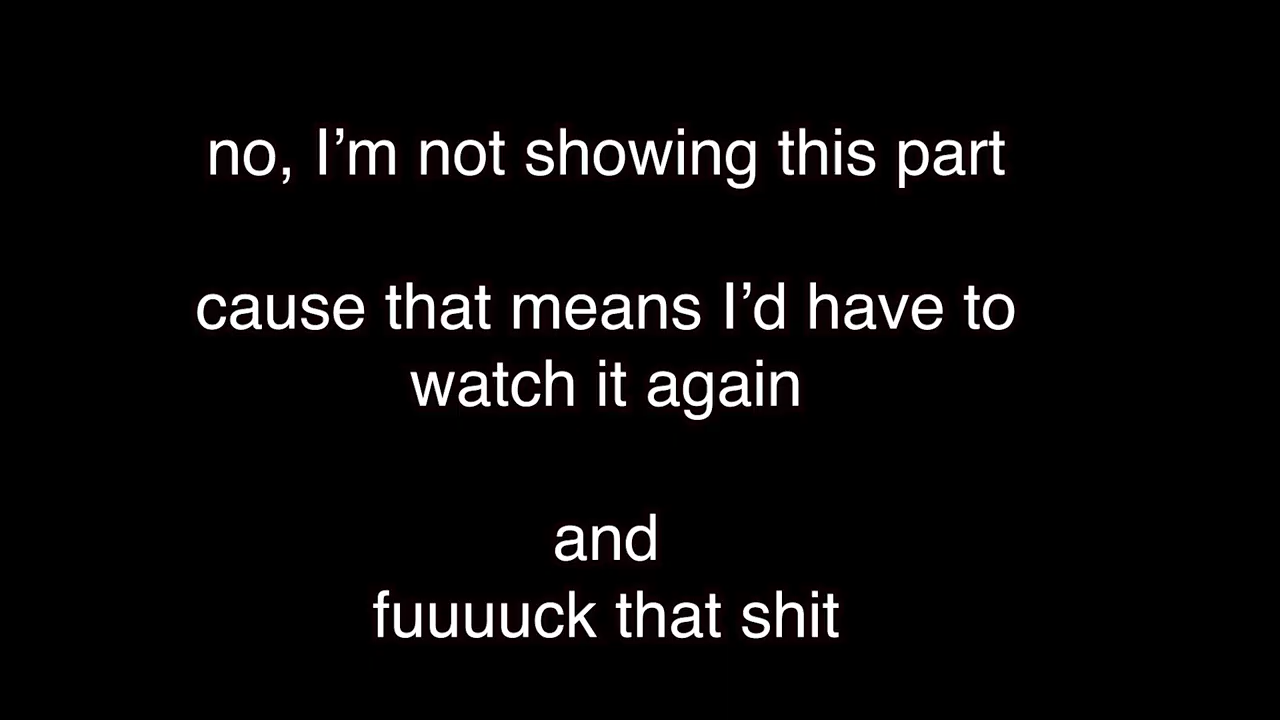 no, I’m not showing this part
cause that means I’d have to
watch it again
and
fuuuuck that shit